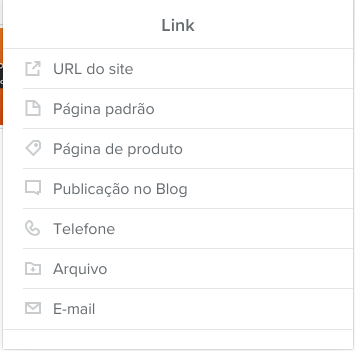 Link
URL do site
Página padrão
Página de produto
Publicação no Blog
Telefone
Arquivo
E-mail